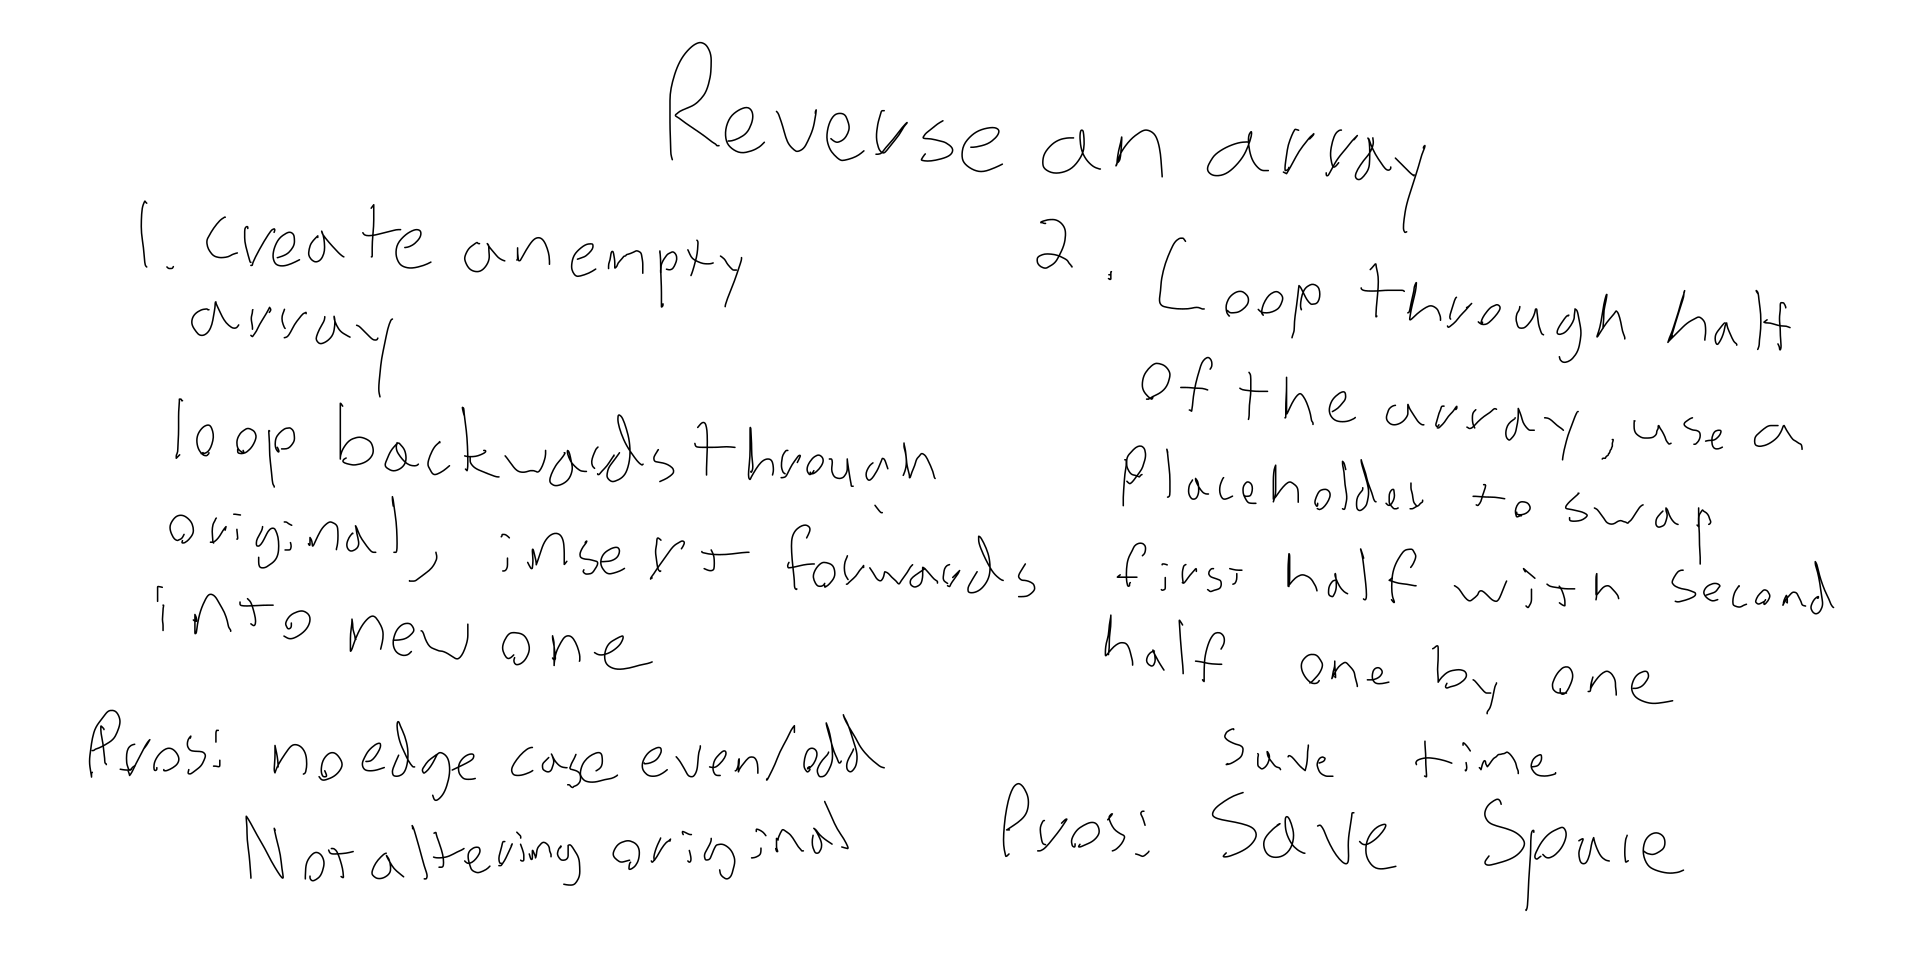 Reverse an array
1. create an empty
array
loop backwards through
original, insert forwards
into new one
Pros: no edge case even/odd
Not altering original
2. Loop through half
of the array, use a
Placeholder to swap
first half with second
half one by one
save time
Pros: Save Space